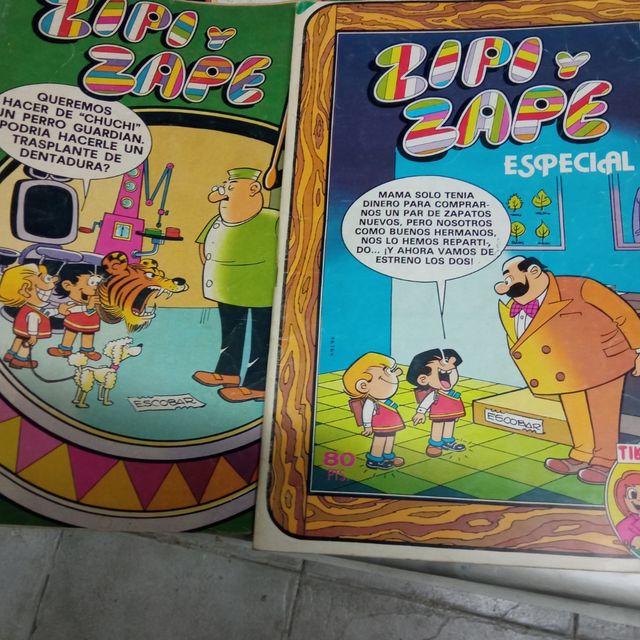 ZIPI Y
ZAPE
QUEREMOS
HACER DE "CHUCHI"
UN PERRO GUARDIAN.
PODRIA HACERLE UN
TRASPLANTE DE
DENTADURA?
ESCOBAR
ZIPI Y
ZAPE
ESPECIAL
MAMA SOLO TENIA
DINERO PARA COMPRAR-
NOS UN PAR DE ZAPATOS
NUEVOS, PERO NOSOTROS
COMO BUENOS HERMANOS,
NOS LO HEMOS REPARTI-
DO... ¡Y AHORA VAMOS DE
ESTRENO LOS DOS!
ESCOBAR
80
PTS.